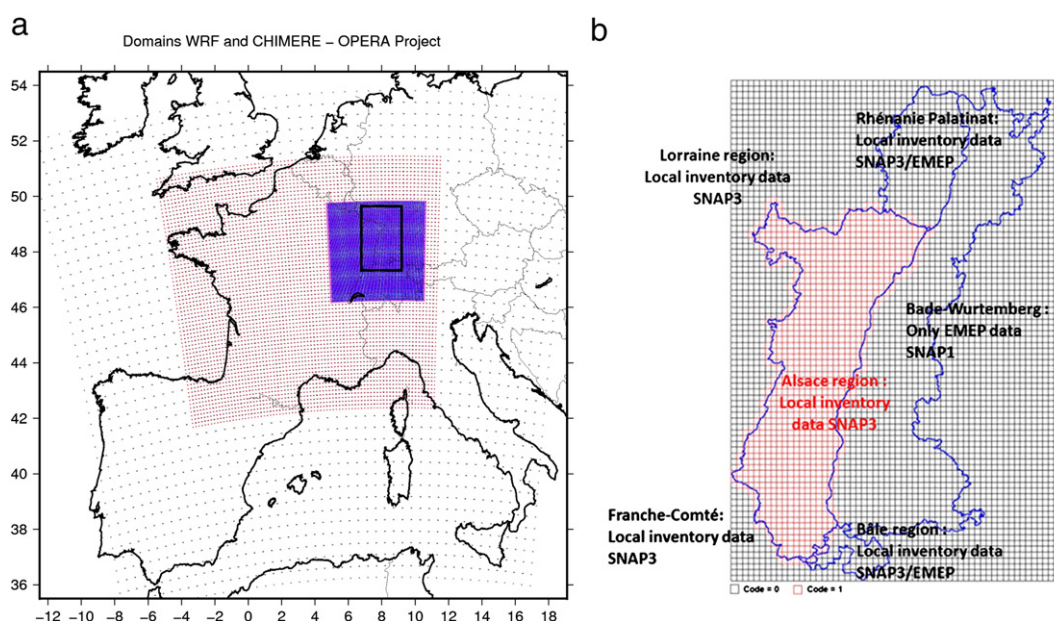 a
Domains WRF and CHIMERE − OPERA Project
54
52
50
48
46
44
42
40
38
36
−12 −10 −8 −6 −4 −2 0 2 4 6 8 10 12 14 16 18
b
Rhénanie Palatinat:
Local inventory data
SNAP3/EMEP
Lorraine region:
Local inventory data
SNAP3
Bade-Wurtemberg :
Only EMEP data
SNAP1
Alsace region :
Local inventory
data SNAP3
Franche-Comté:
Local inventory data
SNAP3
Bâle region :
Local inventory data
SNAP3/EMEP
Code = 0 Code = 1